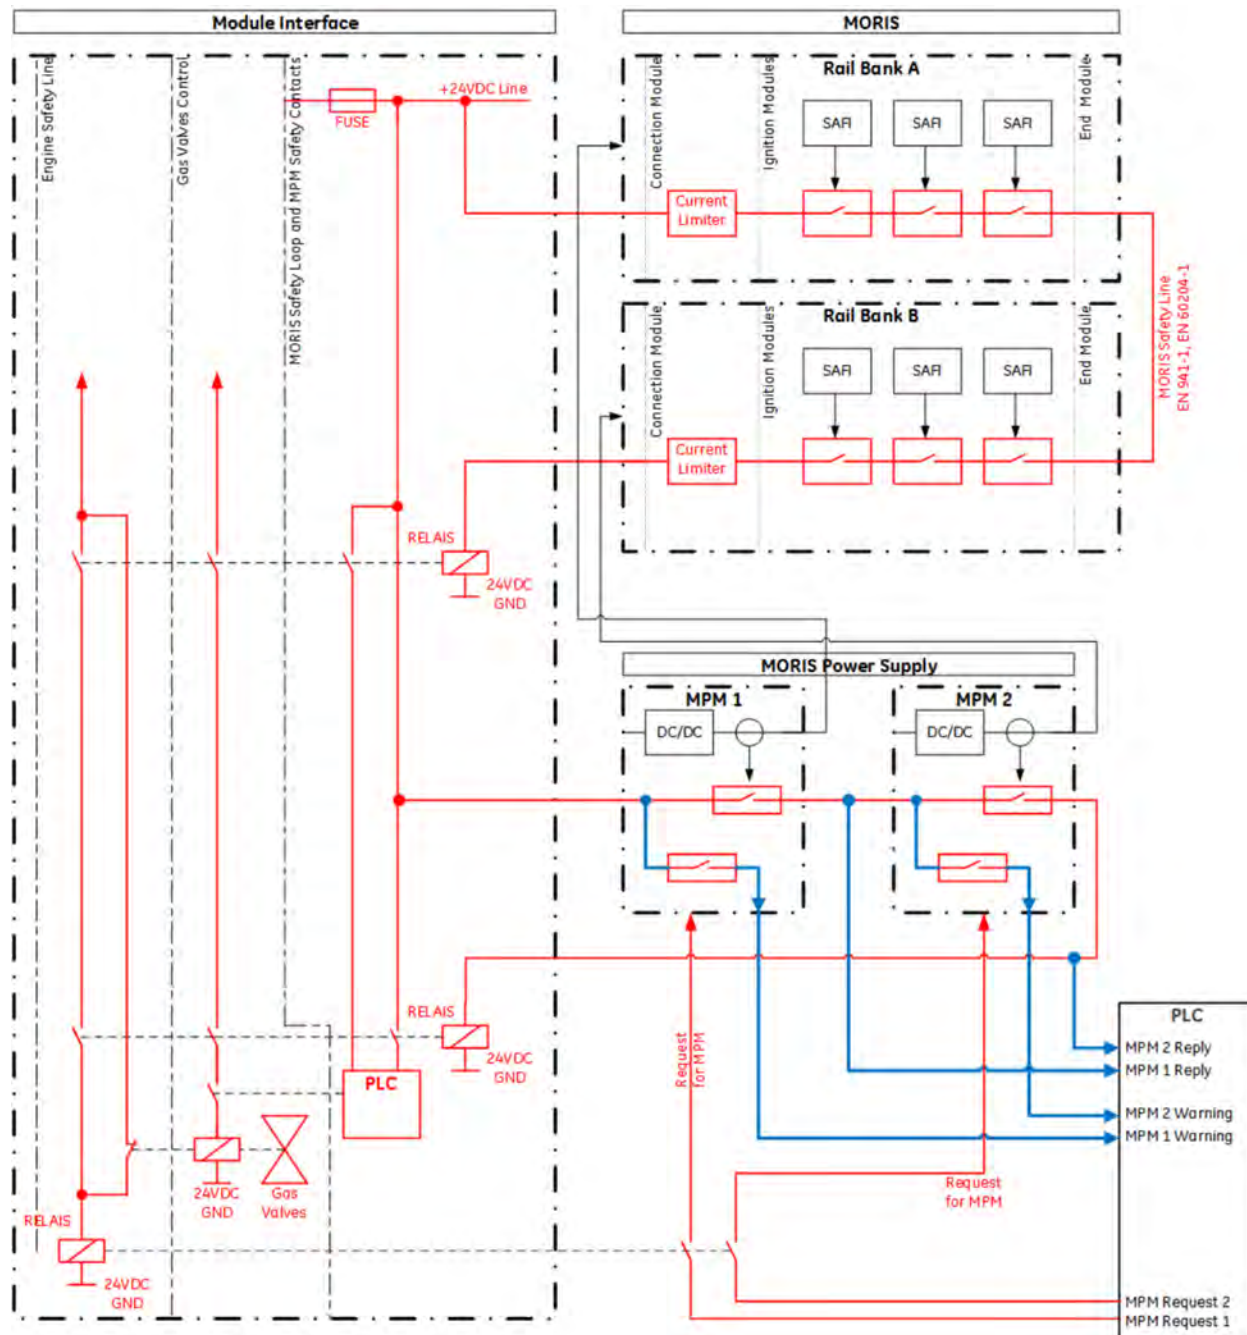 Module Interface
MORIS
Engine Safety Line
Gas Valves Control
MORIS Safety Loop and MPM Safety Contacts
+24VDC Line
FUSE
Rail Bank A
Connection Module
Ignition Modules
End Module
SAFI
SAFI
SAFI
Current
Limiter
MORIS Safety Line
EN 941-1, EN 60204-1
Rail Bank B
Connection Module
Ignition Modules
End Module
SAFI
SAFI
SAFI
Current
Limiter
RELAIS
24VDC
GND
MORIS Power Supply
MPM 1
MPM 2
DC/DC
DC/DC
RELAIS
24VDC
GND
PLC
Request
for MPM
PLC
MPM 2 Reply
MPM 1 Reply
MPM 2 Warning
MPM 1 Warning
24VDC
GND
Gas
Valves
Request
for MPM
RELAIS
24VDC
GND
MPM Request 2
MPM Request 1